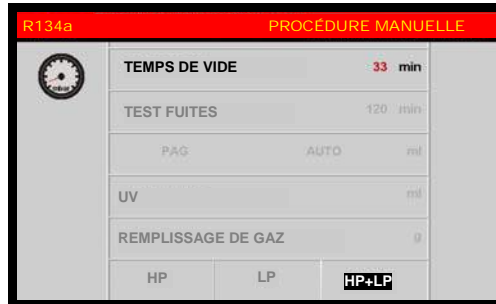 R134a PROCÉDURE MANUELLE
mbar
TEMPS DE VIDE 33 min
TEST FUITES 120 min
PAG AUTO ml
UV ml
REMPLISSAGE DE GAZ g
HP LP HP+LP